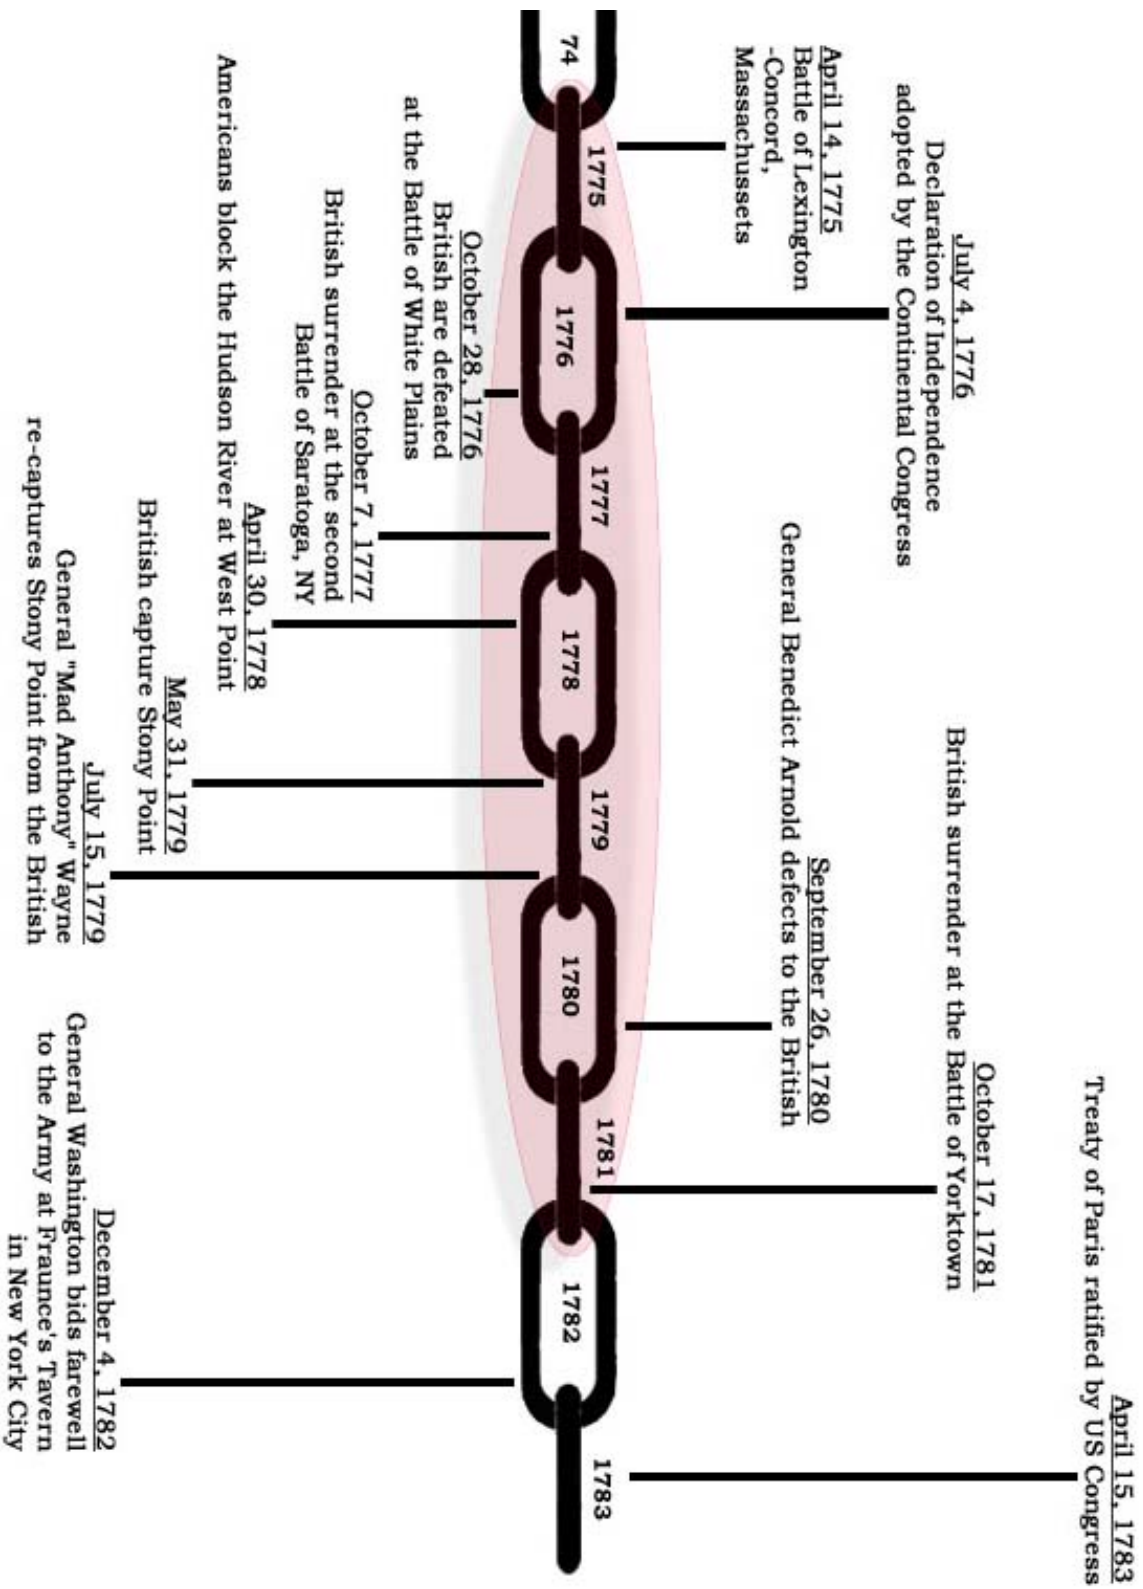 July 4, 1776
Declaration of Independence
adopted by the Continental Congress
April 14, 1775
Battle of Lexington
-Concord,
Massachussets
September 26, 1780
General Benedict Arnold defects to the British
October 17, 1781
British surrender at the Battle of Yorktown
April 15, 1783
Treaty of Paris ratified by US Congress
74
1775
1776
1777
1778
1779
1780
1781
1782
1783
October 28, 1776
British are defeated
at the Battle of White Plains
October 7, 1777
British surrender at the second
Battle of Saratoga, NY
April 30, 1778
Americans block the Hudson River at West Point
May 31, 1779
British capture Stony Point
July 15, 1779
General "Mad Anthony" Wayne
re-captures Stony Point from the British
December 4, 1782
General Washington bids farewell
to the Army at Fraunce's Tavern
in New York City